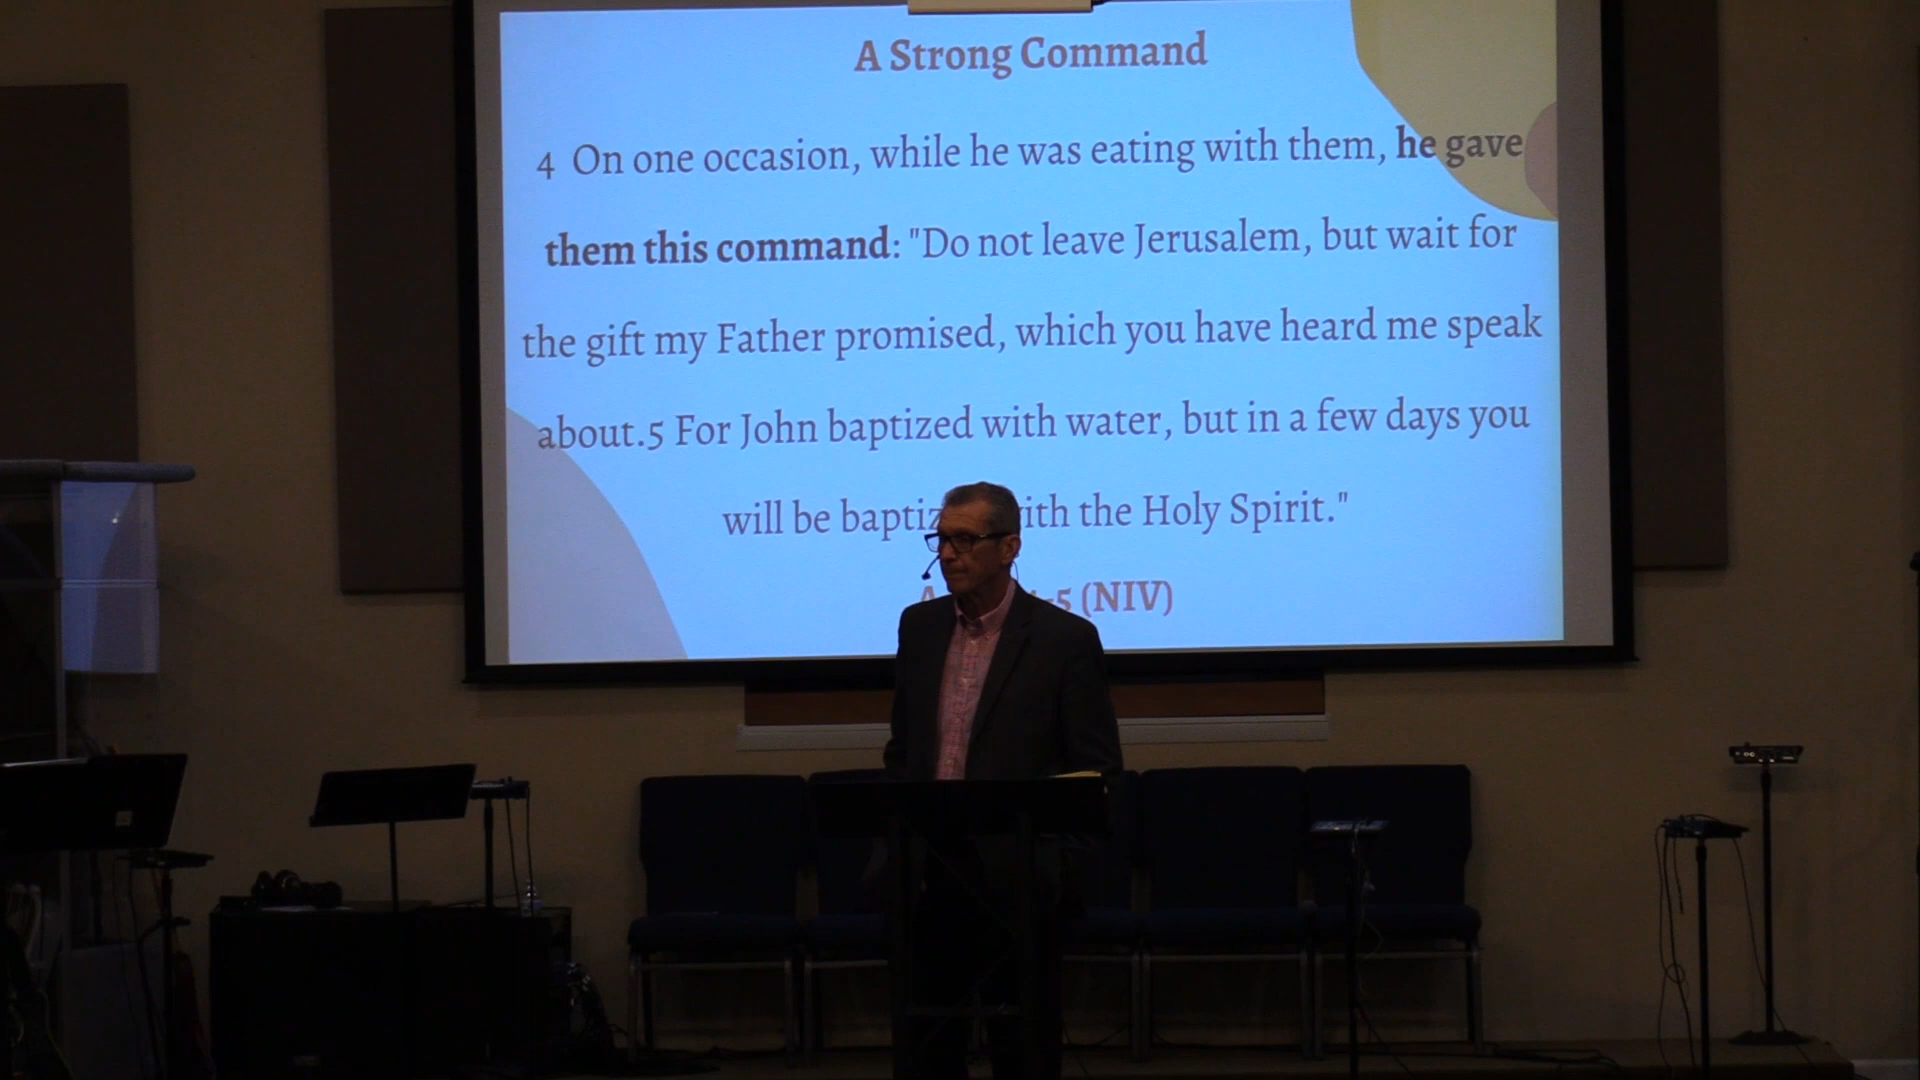 A Strong Command
4 On one occasion, while he was eating with them, he gave
them this command: "Do not leave Jerusalem, but wait for
the gift my Father promised, which you have heard me speak
about.5 For John baptized with water, but in a few days you
will be the Holy Spirit."
(NIV)